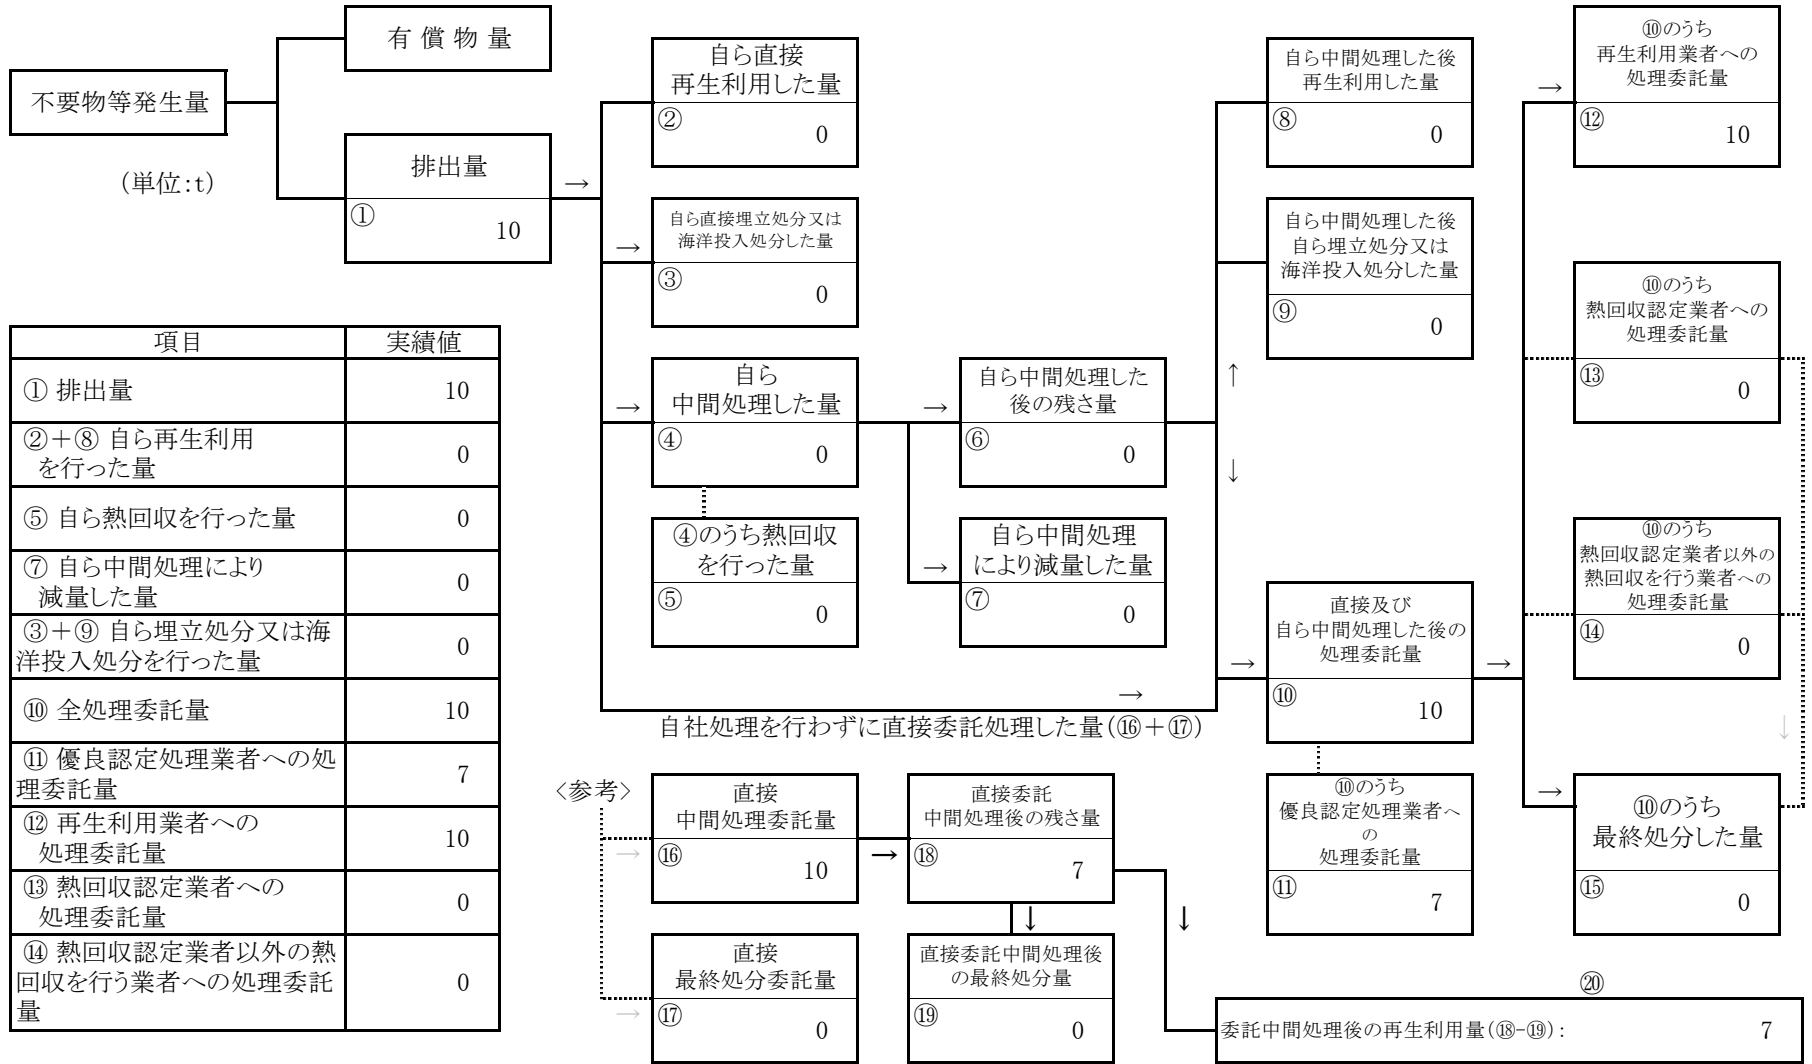 不要物等発生量
(単位:t)
有 償 物 量
排出量
①
10
→
自ら直接
再生利用した量
②
0
→
自ら直接埋立処分又は
海洋投入処分した量
③
0
→
自ら
中間処理した量
④
0
④のうち熱回収
を行った量
⑤
0
→
自ら中間処理した
後の残さ量
⑥
0
→
自ら中間処理
により減量した量
⑦
0
自ら中間処理した後
再生利用した量
⑧
0
自ら中間処理した後
自ら埋立処分又は
海洋投入処分した量
⑨
0
↑
↓
→
自社処理を行わずに直接委託処理した量(⑯+⑰)
→
直接及び
自ら中間処理した後の
処理委託量
⑩
10
→
⑩のうち
優良認定処理業者へ
の
処理委託量
⑪
7
→
⑩のうち
再生利用業者への
処理委託量
⑫
10
⑩のうち
熱回収認定業者への
処理委託量
⑬
0
⑩のうち
熱回収認定業者以外の
熱回収を行う業者への
処理委託量
⑭
0
↓
→
⑩のうち
最終処分した量
⑮
0
<参考>
→
直接
中間処理委託量
⑯
10
→
直接委託
中間処理後の残さ量
⑱
7
↓
↓
→
直接
最終処分委託量
⑰
0
直接委託中間処理後
の最終処分量
⑲
0
⑳
委託中間処理後の再生利用量(⑱-⑲): 7
項目 実績値
① 排出量 10
②+⑧ 自ら再生利用
を行った量 0
⑤ 自ら熱回収を行った量 0
⑦ 自ら中間処理により
減量した量 0
③+⑨ 自ら埋立処分又は海
洋投入処分を行った量 0
⑩ 全処理委託量 10
⑪ 優良認定処理業者への処
理委託量 7
⑫ 再生利用業者への
処理委託量 10
⑬ 熱回収認定業者への
処理委託量 0
⑭ 熱回収認定業者以外の熱
回収を行う業者への処理委託
量 0